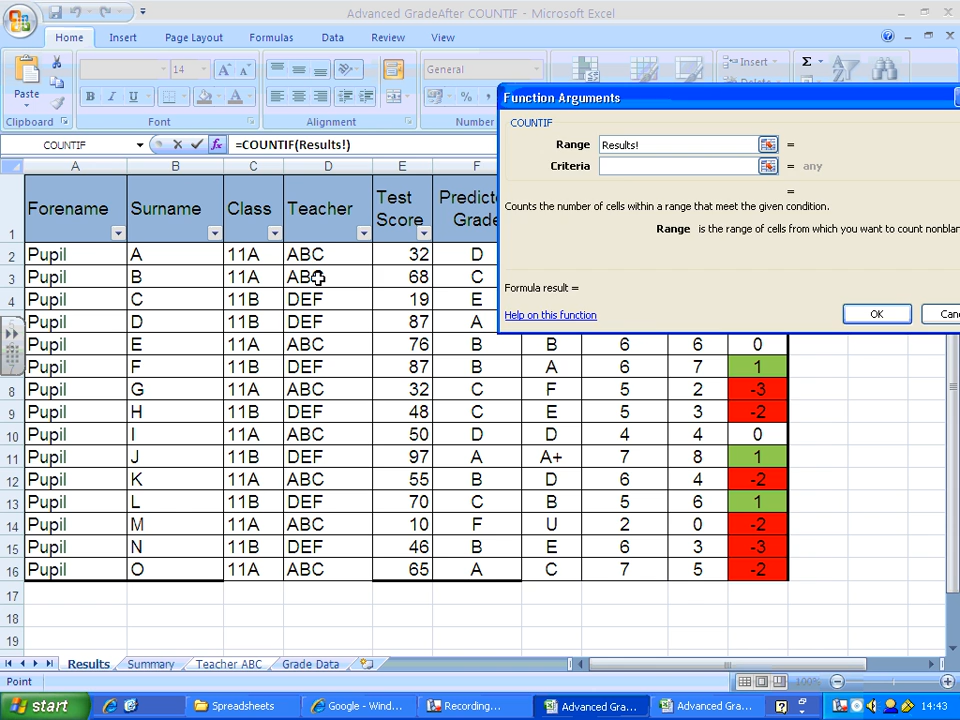 Advanced GradeAfter COUNTIF - Microsoft Excel
Home Insert Page Layout Formulas Data Review View
Paste
14 A A
General
Insert
B I U
%
Clipboard Font Alignment Number
COUNTIF =COUNTIF(Results!)
Function Arguments
COUNTIF
Range Results! =
Criteria = any
=
Counts the number of cells within a range that meet the given condition.
Range is the range of cells from which you want to count nonblan
Formula result =
Help on this function
OK Can
A B C D E F
1 Forename Surname Class Teacher Test Score Predicte Grade
2 Pupil A 11A ABC 32 D
3 Pupil B 11A AB 68 C
4 Pupil C 11B DEF 19 E
Pupil D 11B DEF 87 A
Pupil E 11A ABC 76 B B 6 6 0
7 Pupil F 11B DEF 87 B A 6 7 1
8 Pupil G 11A ABC 32 C F 5 2 -3
9 Pupil H 11B DEF 48 C E 5 3 -2
10 Pupil I 11A ABC 50 D D 4 4 0
11 Pupil J 11B DEF 97 A A+ 7 8 1
12 Pupil K 11A ABC 55 B D 6 4 -2
13 Pupil L 11B DEF 70 C B 5 6 1
14 Pupil M 11A ABC 10 F U 2 0 -2
15 Pupil N 11B DEF 46 B E 6 3 -3
16 Pupil O 11A ABC 65 A C 7 5 -2
17
18
19
Results Summary Teacher ABC Grade Data
Point 100%
start Spreadsheets Google - Wind... Recording... Advanced Gra... Advanced Gra... 14:43